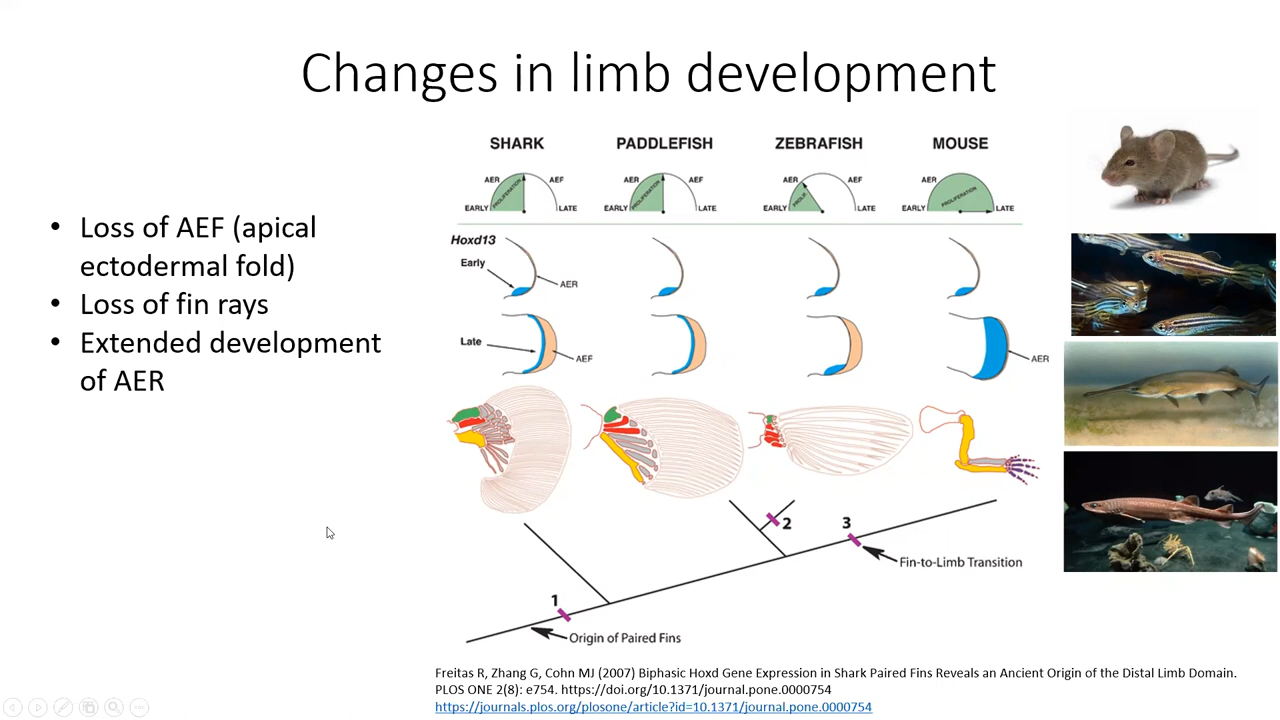 Changes in limb development
• Loss of AEF (apical
ectodermal fold)
• Loss of fin rays
• Extended development
of AER
SHARK PADDLEFISH ZEBRAFISH MOUSE
AER AEF AER AEF AER AEF AER
PROLIFERATION PROLIFERATION PROLIF. PROLIFERATION
EARLY LATE EARLY LATE EARLY LATE EARLY LATE
Hoxd13
Early
AER
Late
AEF
AER
2
3
Fin-to-Limb Transition
1
Origin of Paired Fins
Freitas R, Zhang G, Cohn MJ (2007) Biphasic Hoxd Gene Expression in Shark Paired Fins Reveals an Ancient Origin of the Distal Limb Domain.
PLOS ONE 2(8): e754. https://doi.org/10.1371/journal.pone.0000754
https://journals.plos.org/plosone/article?id=10.1371/journal.pone.0000754